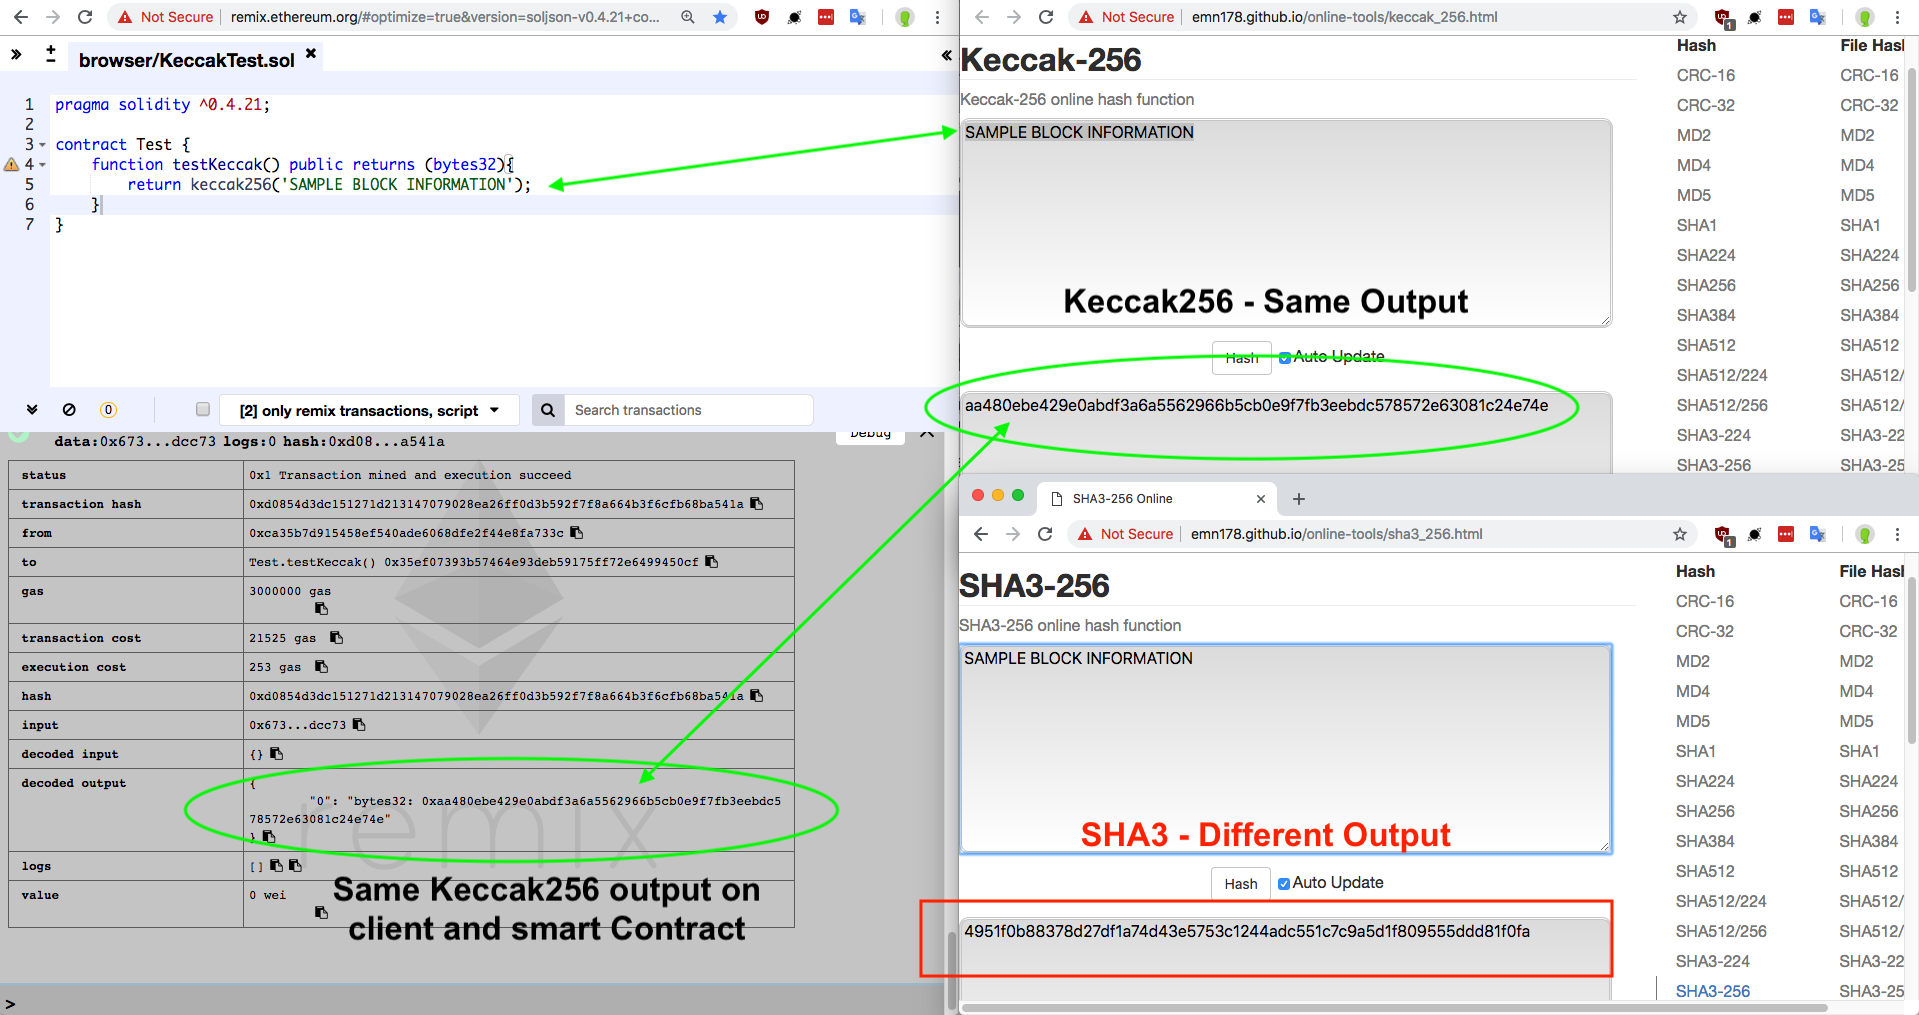 Not Secure remix.ethereum.org/#optimize=true&version=soljson-v0.4.21+co...
browser/KeccakTest.sol
1 pragma solidity ^0.4.21;
2
3 contract Test {
4 function testKeccak() public returns (bytes32){
5 return keccak256('SAMPLE BLOCK INFORMATION');
6 }
7 }
0 [2] only remix transactions, script Search transactions
data:0x673...dcc73 logs:0 hash:0xd08...a541a
Debug
status 0x1 Transaction mined and execution succeed
transaction hash 0xd0854d3dc151271d213147079028ea26ff0d3b592f7f8a664b3f6cfb68ba541a
from 0xca35b7d915458ef540ade6068dfe2f44e8fa733c
to Test.testKeccak() 0x35ef07393b57464e93deb59175ff72e6499450cf
gas 3000000 gas
transaction cost 21525 gas
execution cost 253 gas
hash 0xd0854d3dc151271d213147079028ea26ff0d3b592f7f8a664b3f6cfb68ba541a
input 0x673...dcc73
decoded input {}
decoded output {
"0": "bytes32: 0xaa480ebe429e0abdf3a6a5562966b5cb0e9f7fb3eebdc5
78572e63081c24e74e"
}
remix
logs []
value 0 wei
Same Keccak256 output on
client and smart Contract
>
Not Secure emn178.github.io/online-tools/keccak_256.html
1
Keccak-256
Keccak-256 online hash function
SAMPLE BLOCK INFORMATION
Keccak256 - Same Output
Hash Auto Update
aa480ebe429e0abdf3a6a5562966b5cb0e9f7fb3eebdc578572e63081c24e74e
Hash File Hash
CRC-16 CRC-16
CRC-32 CRC-32
MD2 MD2
MD4 MD4
MD5 MD5
SHA1 SHA1
SHA224 SHA224
SHA256 SHA256
SHA384 SHA384
SHA512 SHA512
SHA512/224 SHA512/
SHA512/256 SHA512/
SHA3-224 SHA3-22
SHA3-256 SHA3-25
SHA3-256 Online
Not Secure emn178.github.io/online-tools/sha3_256.html
1
SHA3-256
SHA3-256 online hash function
SAMPLE BLOCK INFORMATION
SHA3 - Different Output
Hash Auto Update
4951f0b88378d27df1a74d43e5753c1244adc551c7c9a5d1f809555ddd81f0fa
Hash File Hash
CRC-16 CRC-16
CRC-32 CRC-32
MD2 MD2
MD4 MD4
MD5 MD5
SHA1 SHA1
SHA224 SHA224
SHA256 SHA256
SHA384 SHA384
SHA512 SHA512
SHA512/224 SHA512/
SHA512/256 SHA512/
SHA3-224 SHA3-22
SHA3-256 SHA3-25